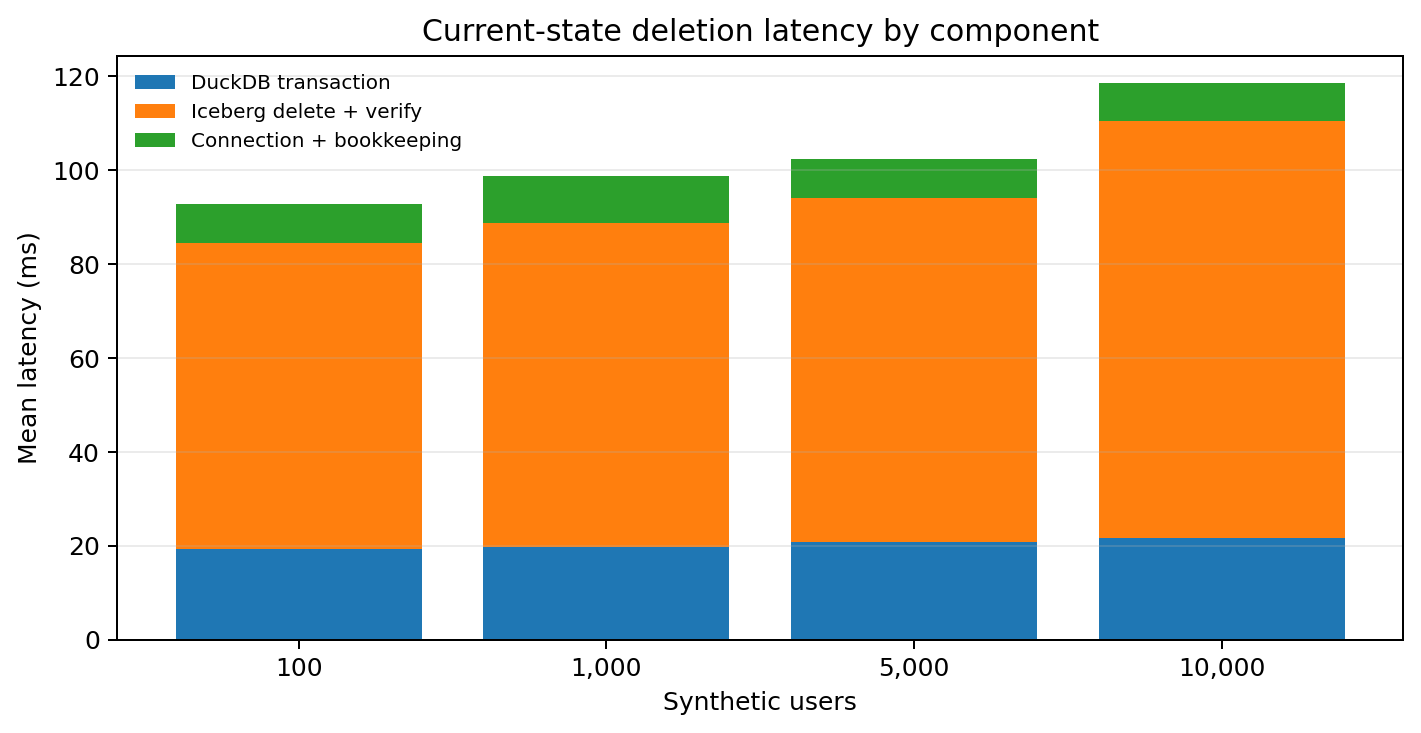 Current-state deletion latency by component
DuckDB transaction
Iceberg delete + verify
Connection + bookkeeping
Mean latency (ms)
120
100
80
60
40
20
0
100
1,000
5,000
10,000
Synthetic users